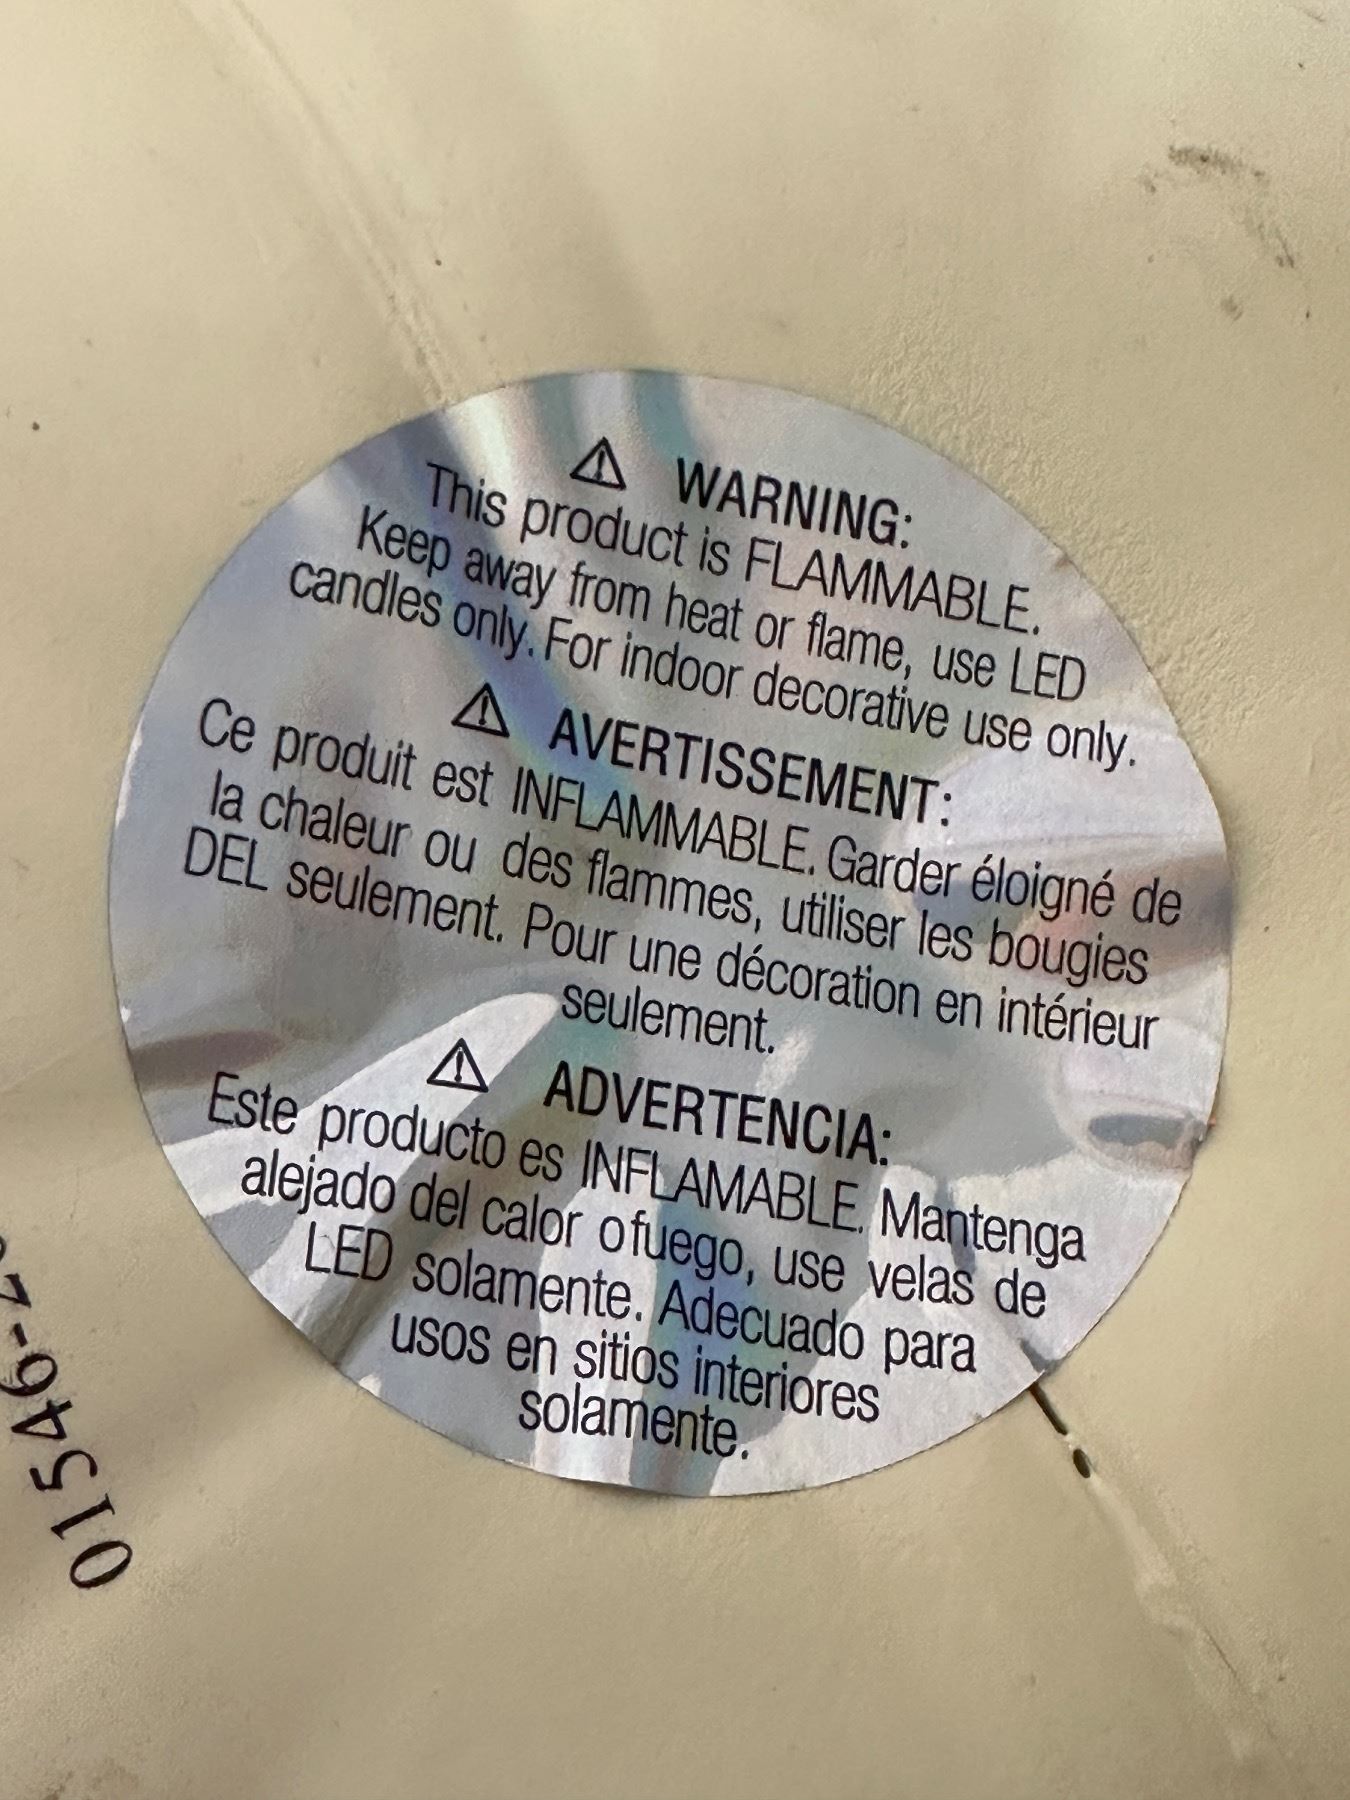 ⚠ WARNING:
This product is FLAMMABLE.
Keep away from heat or flame, use LED
candles only. For indoor decorative use only.
⚠ AVERTISSEMENT:
Ce produit est INFLAMMABLE. Garder éloigné de
la chaleur ou des flammes, utiliser les bougies
DEL seulement. Pour une décoration en intérieur
seulement.
⚠ ADVERTENCIA:
Este producto es INFLAMABLE. Mantenga
alejado del calor o fuego, use velas de
LED solamente. Adecuado para
usos en sitios interiores
solamente.